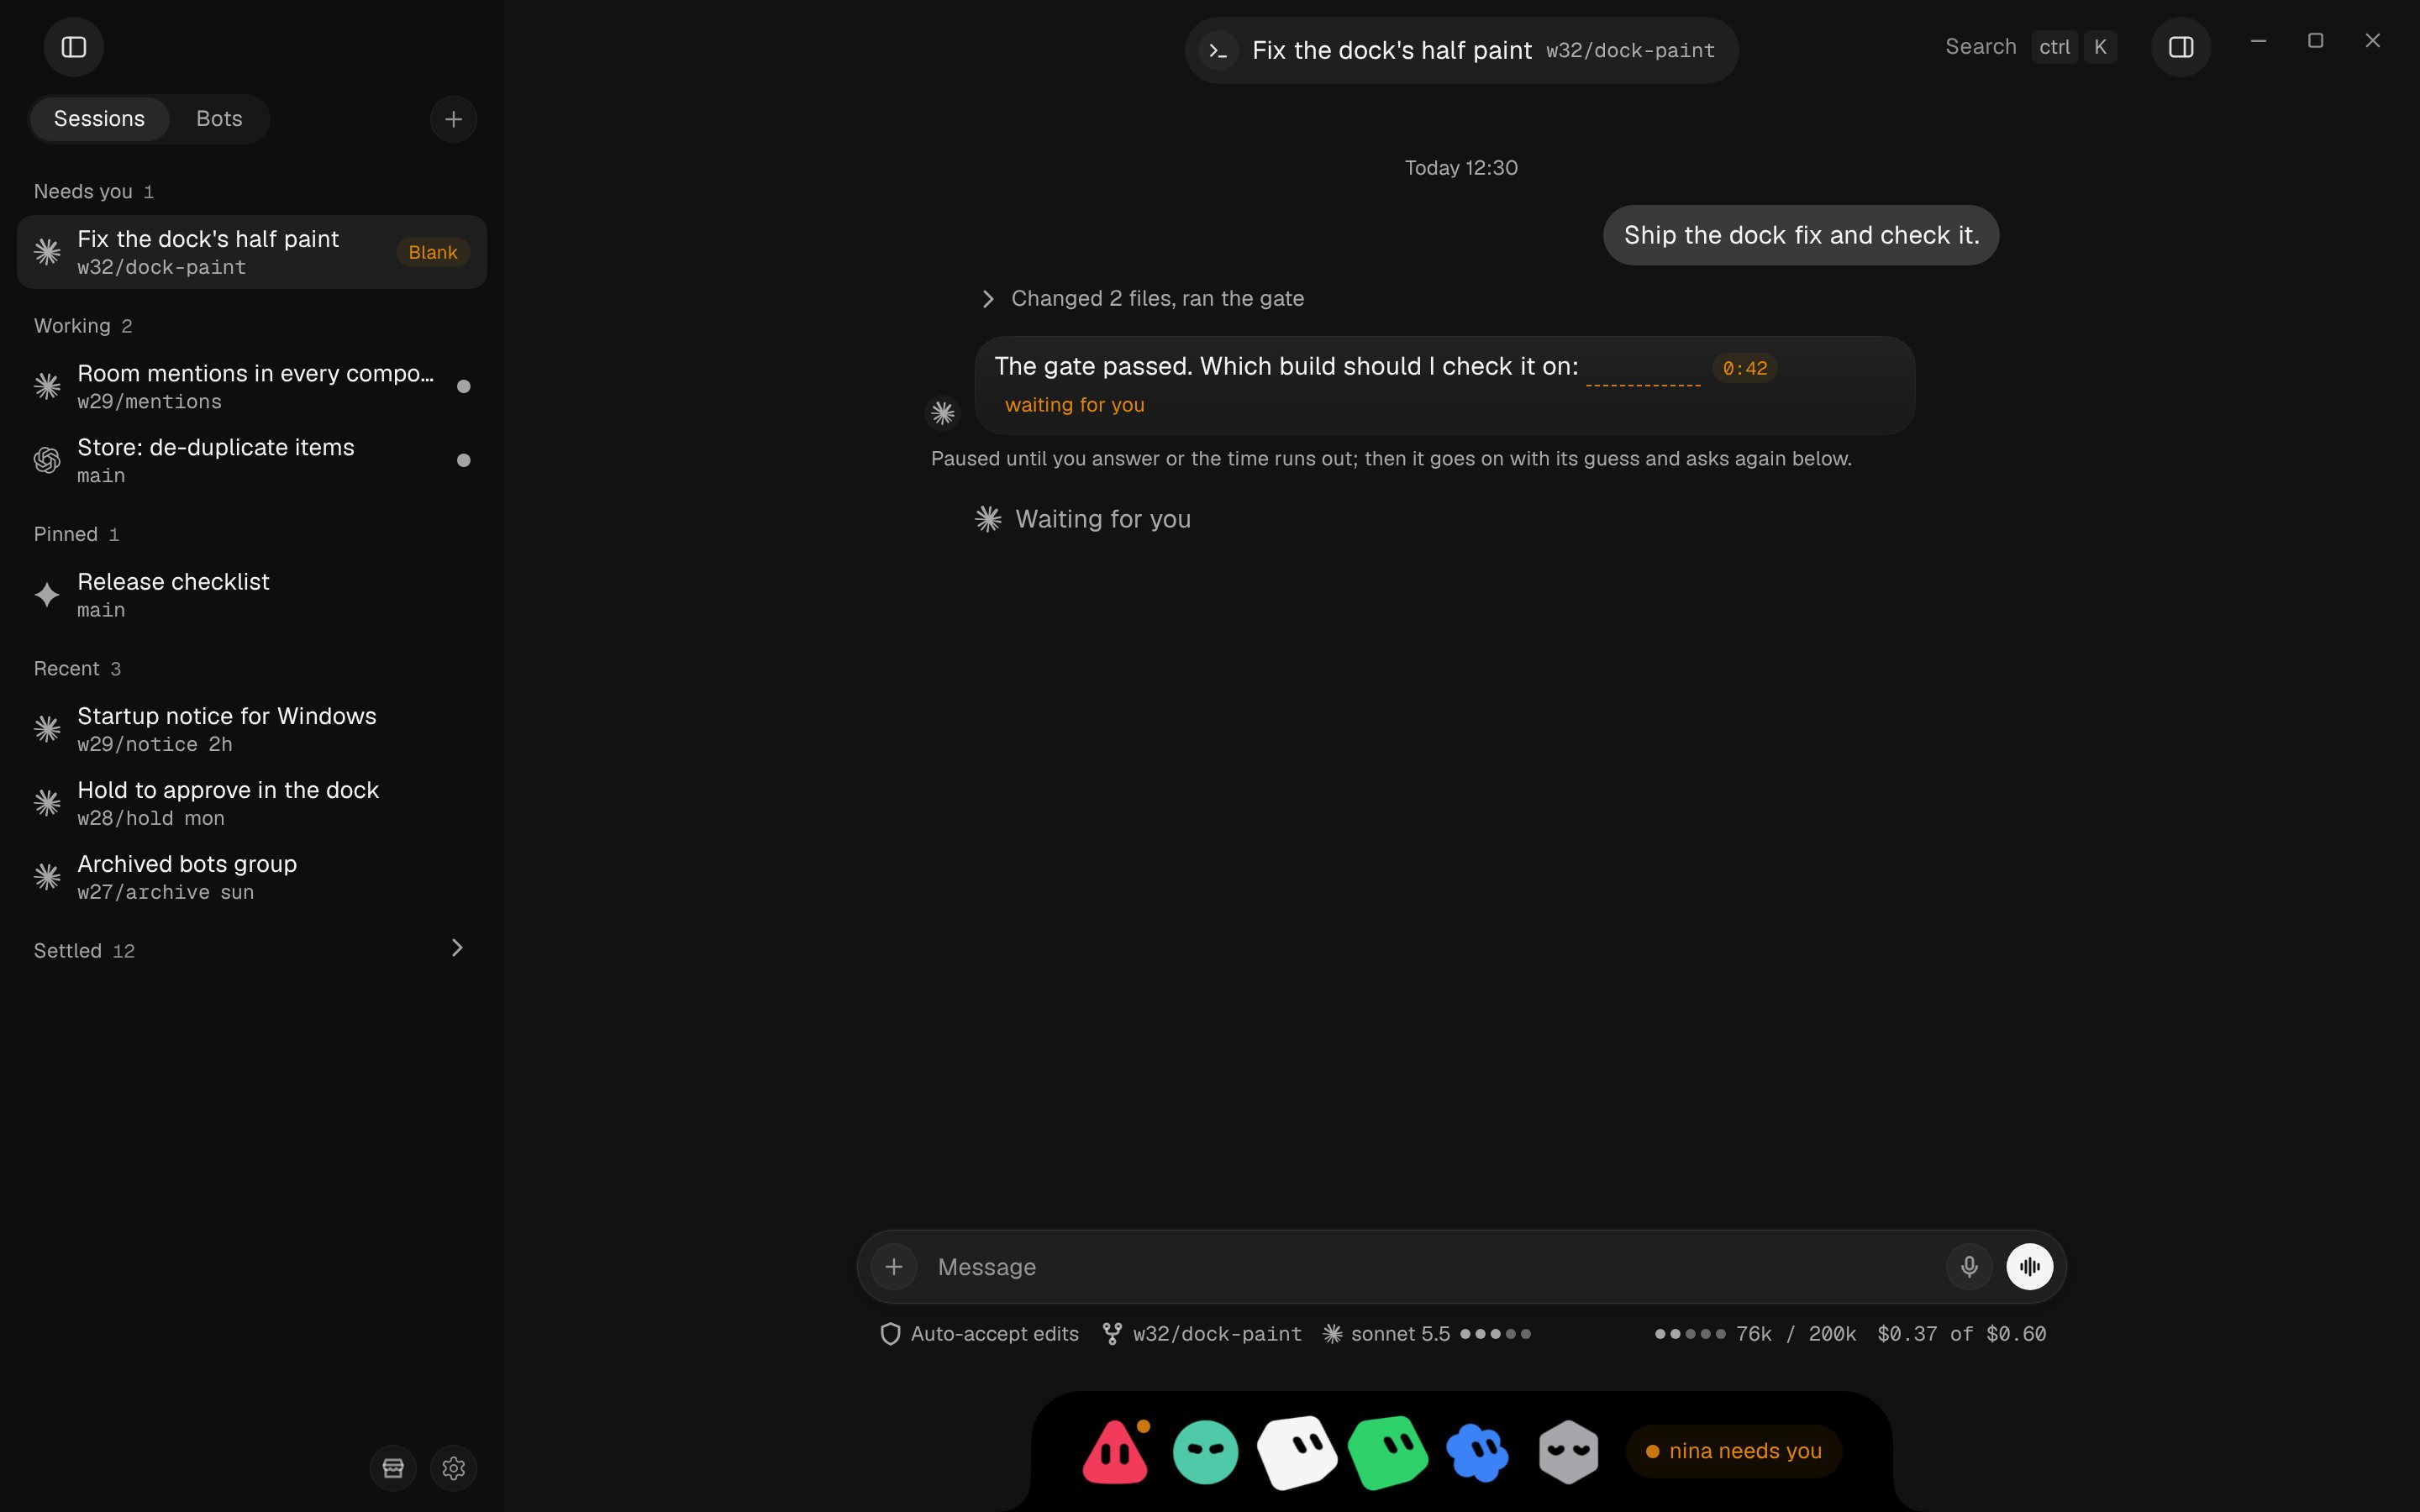 Fix the dock's half paint w32/dock-paint
Search ctrl K
Sessions Bots
Needs you 1
Fix the dock's half paint
w32/dock-paint
Blank
Working 2
Room mentions in every compo…
w29/mentions
Store: de-duplicate items
main
Pinned 1
Release checklist
main
Recent 3
Startup notice for Windows
w29/notice 2h
Hold to approve in the dock
w28/hold mon
Archived bots group
w27/archive sun
Settled 12
Today 12:30
Ship the dock fix and check it.
Changed 2 files, ran the gate
The gate passed. Which build should I check it on: 0:42
waiting for you
Paused until you answer or the time runs out; then it goes on with its guess and asks again below.
Waiting for you
Message
Auto-accept edits w32/dock-paint sonnet 5.5 76k / 200k $0.37 of $0.60
nina needs you